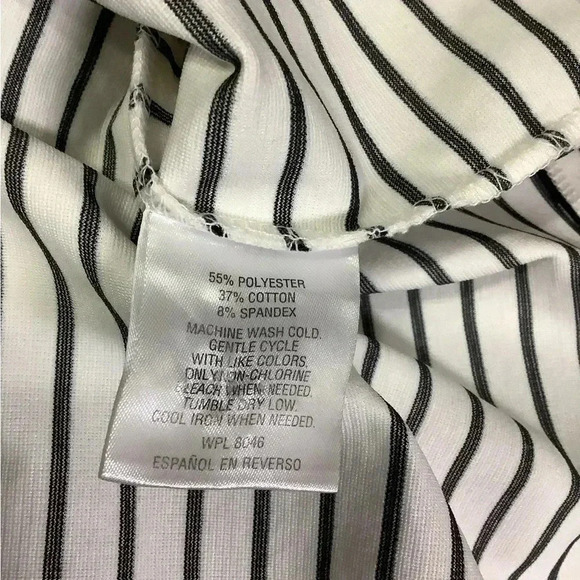 55% POLYESTER
37% COTTON
8% SPANDEX
MACHINE WASH COLD.
GENTLE CYCLE
WITH LIKE COLORS.
ONLY NON-CHLORINE
BLEACH WHEN NEEDED.
TUMBLE DRY LOW.
COOL IRON WHEN NEEDED.
WPL 8046
ESPAÑOL EN REVERSO